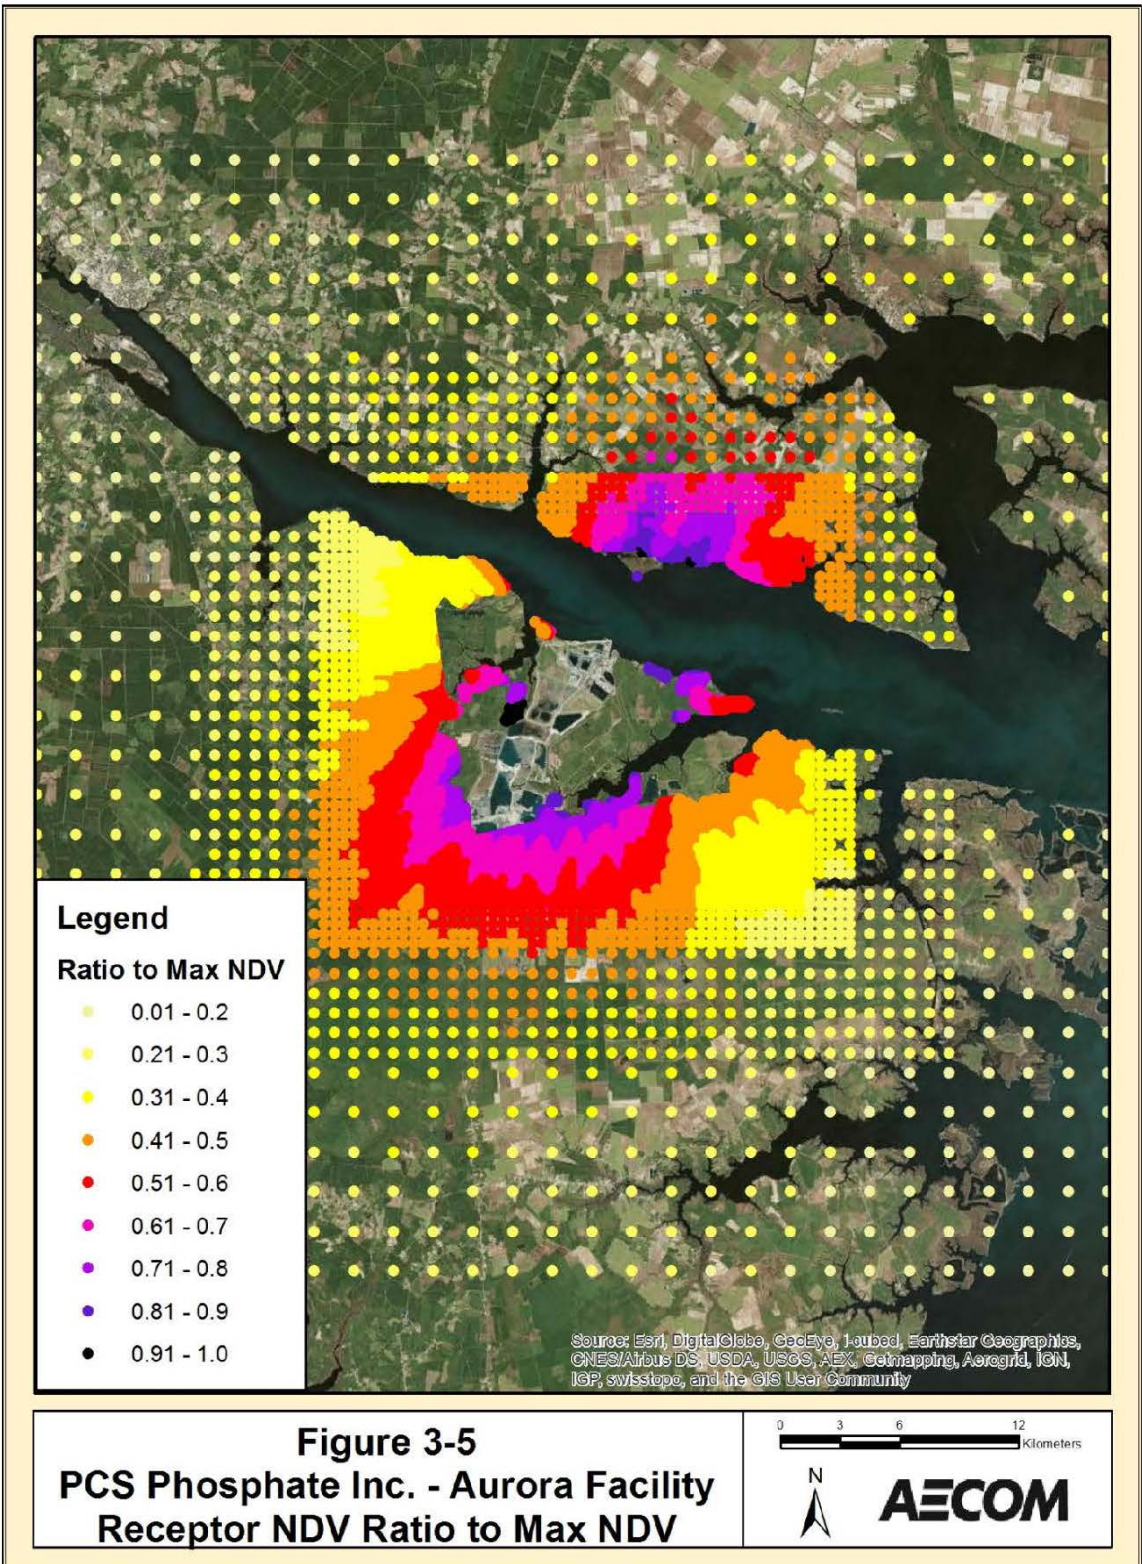 Legend
Ratio to Max NDV
0.01 - 0.2
0.21 - 0.3
0.31 - 0.4
0.41 - 0.5
0.51 - 0.6
0.61 - 0.7
0.71 - 0.8
0.81 - 0.9
0.91 - 1.0
Source: Esri, DigitalGlobe, GeoEye, i-cubed, Earthstar Geographics,
CNES/Airbus DS, USDA, USGS, AEX, Getmapping, Aerogrid, IGN,
IGP, swisstopo, and the GIS User Community
Figure 3-5
PCS Phosphate Inc. - Aurora Facility
Receptor NDV Ratio to Max NDV
0 3 6 12
Kilometers
N
AECOM